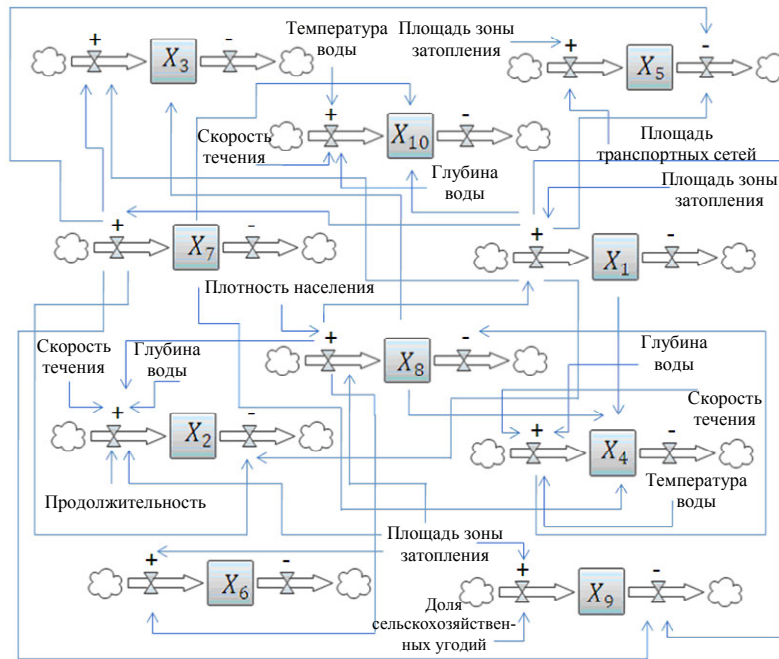 Температура
воды
Площадь зоны
затопления
+
-
+
-
X₃
X₅
+
-
X₁₀
Скорость
течения
Глубина
воды
Площадь
транспортных сетей
Площадь зоны
затопления
+
-
X₇
+
-
X₁
Плотность населения
+
-
X₈
Скорость
течения
Глубина
воды
Глубина
воды
Скорость
течения
+
-
X₂
+
-
X₄
Продолжительность
Температура
воды
Площадь зоны
затопления
+
-
X₆
+
-
X₉
Доля
сельскохозяйствен-
ных угодий